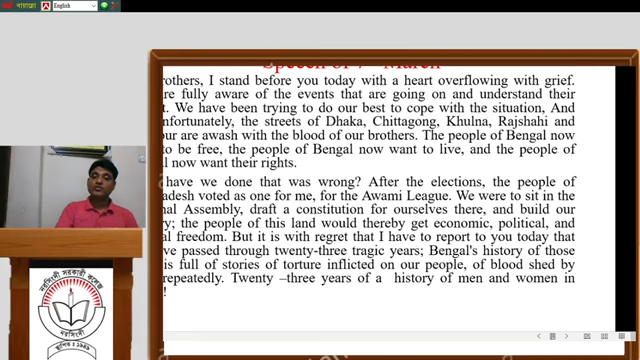 English
Speech of 7 March
rothers, I stand before you today with a heart overflowing with grief.
re fully aware of the events that are going on and understand their
t. We have been trying to do our best to cope with the situation, And
nfortunately, the streets of Dhaka, Chittagong, Khulna, Rajshahi and
pur are awash with the blood of our brothers. The people of Bengal now
to be free, the people of Bengal now want to live, and the people of
l now want their rights.
have we done that was wrong? After the elections, the people of
adesh voted as one for me, for the Awami League. We were to sit in the
nal Assembly, draft a constitution for ourselves there, and build our
ry; the people of this land would thereby get economic, political, and
al freedom. But it is with regret that I have to report to you today that
ve passed through twenty-three tragic years; Bengal's history of those
is full of stories of torture inflicted on our people, of blood shed by
repeatedly. Twenty –three years of a history of men and women in
!
নরসিংদী সরকারী কলেজ
নরসিংদী
স্থাপিত: ১৯৪৯